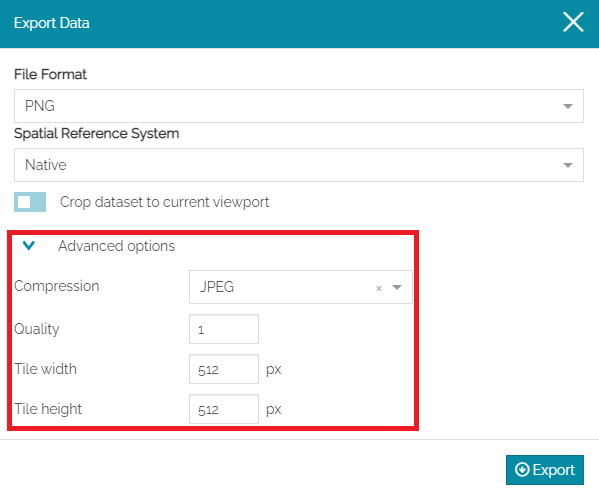 Export Data
File Format
PNG
Spatial Reference System
Native
Crop dataset to current viewport
Advanced options
Compression JPEG ×
Quality 1
Tile width 512 px
Tile height 512 px
Export